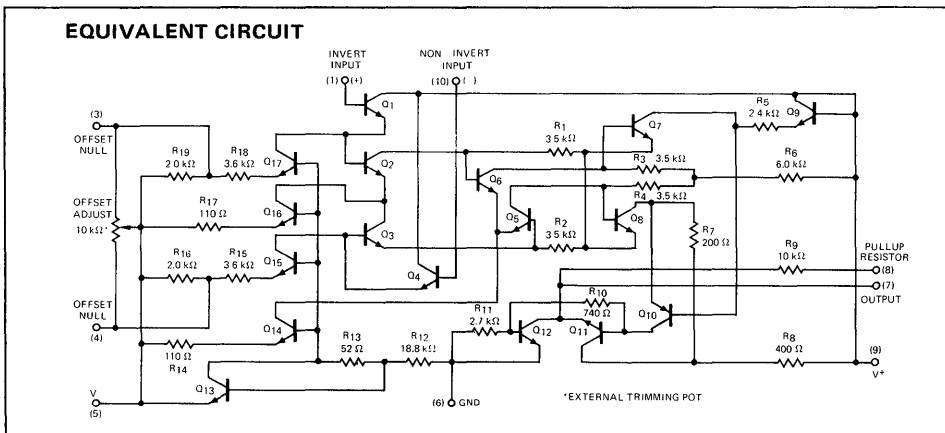 EQUIVALENT CIRCUIT
INVERT
INPUT
(1) (+)
NON INVERT
INPUT
(10) (-)
(3)
OFFSET
NULL
R19
2.0 kΩ
R18
3.6 kΩ
Q17
Q1
Q2
R1
3.5 kΩ
Q7
R5
2.4 kΩ
Q9
Q6
R3 3.5 kΩ
R4 3.5 kΩ
R6
6.0 kΩ
OFFSET
ADJUST
10 kΩ*
R17
110 Ω
Q16
Q3
Q5
R2
3.5 kΩ
Q8
R7
200 Ω
R16
2.0 kΩ
R15
3.6 kΩ
Q15
Q4
R9
10 kΩ
PULLUP
RESISTOR
(8)
(7)
OUTPUT
OFFSET
NULL
(4)
Q14
110 Ω
R14
R13
52 Ω
R12
18.8 kΩ
R11
2.7 kΩ
R10
740 Ω
Q12
Q11
Q10
R8
400 Ω
(9)
V+
Q13
V
(5)
(6) GND
*EXTERNAL TRIMMING POT